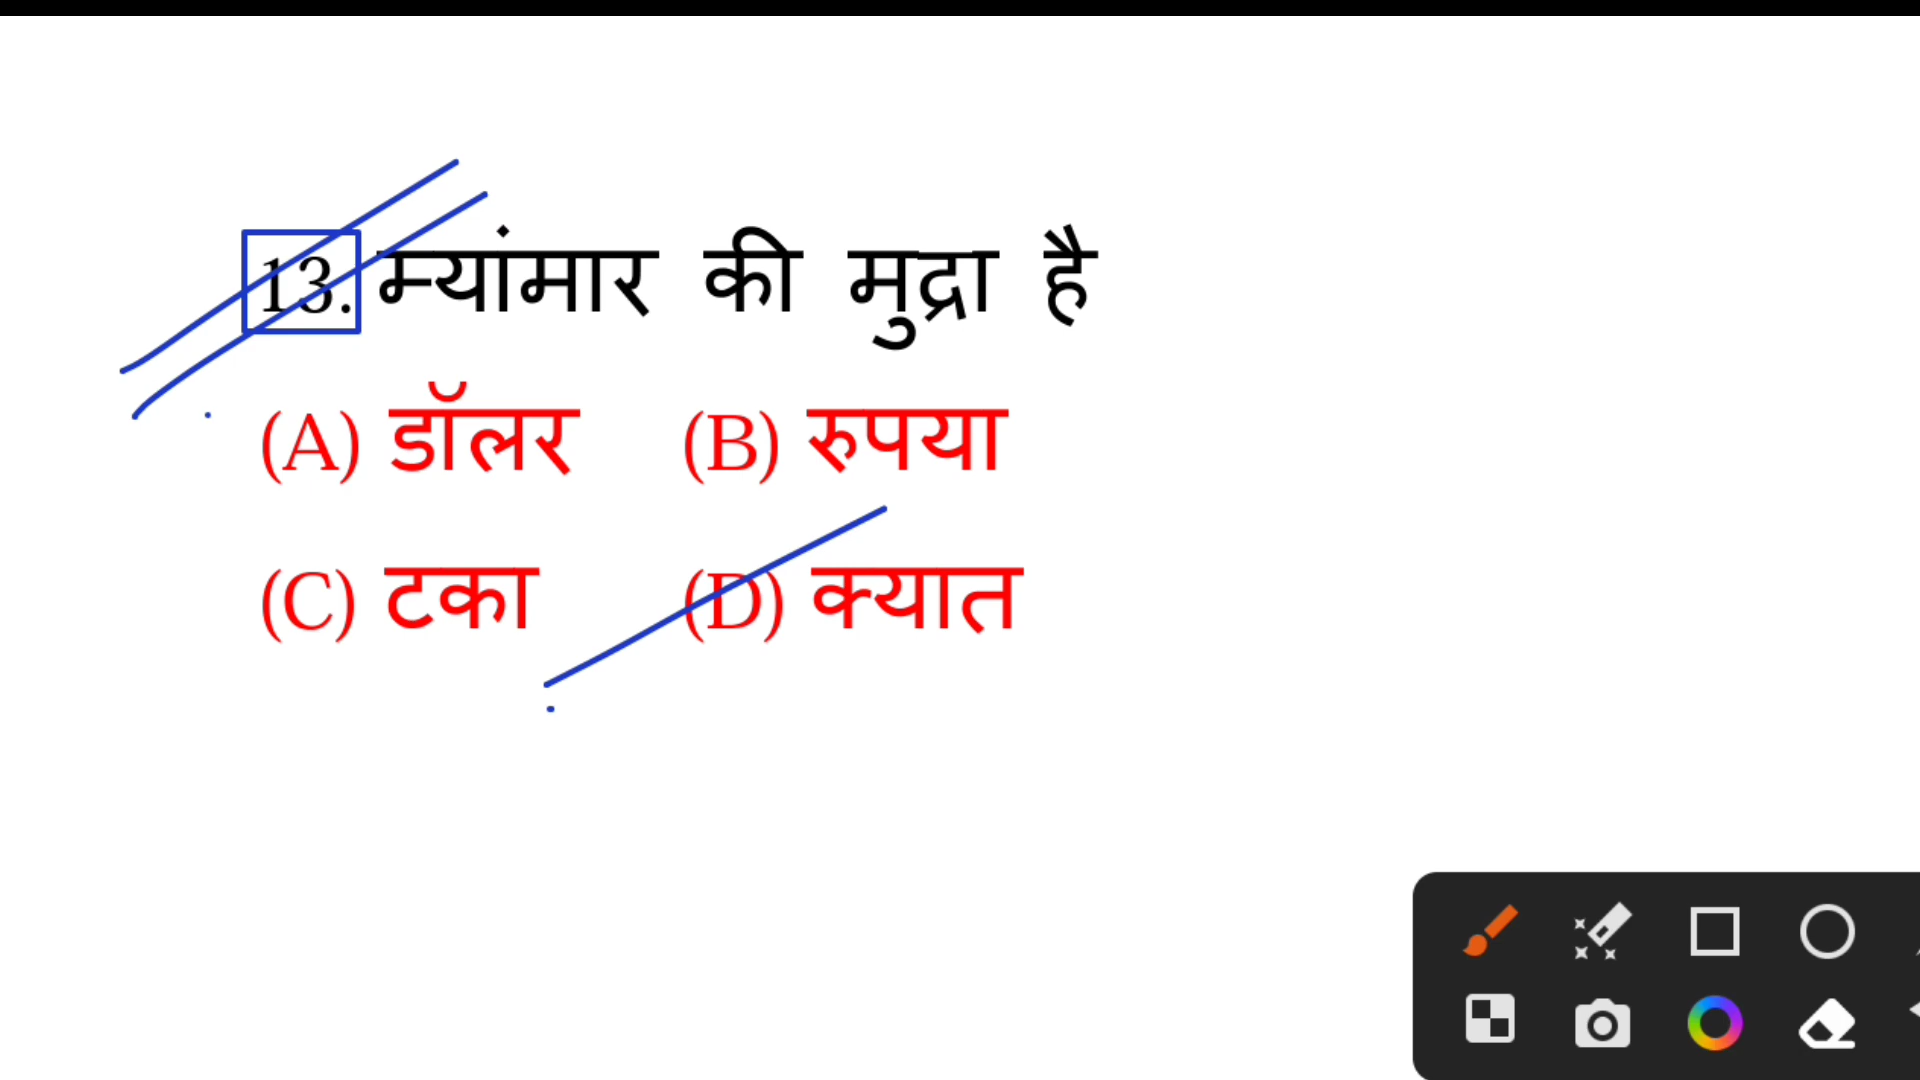 13. म्यांमार की मुद्रा है
(A) डॉलर (B) रुपया
(C) टका (D) क्यात